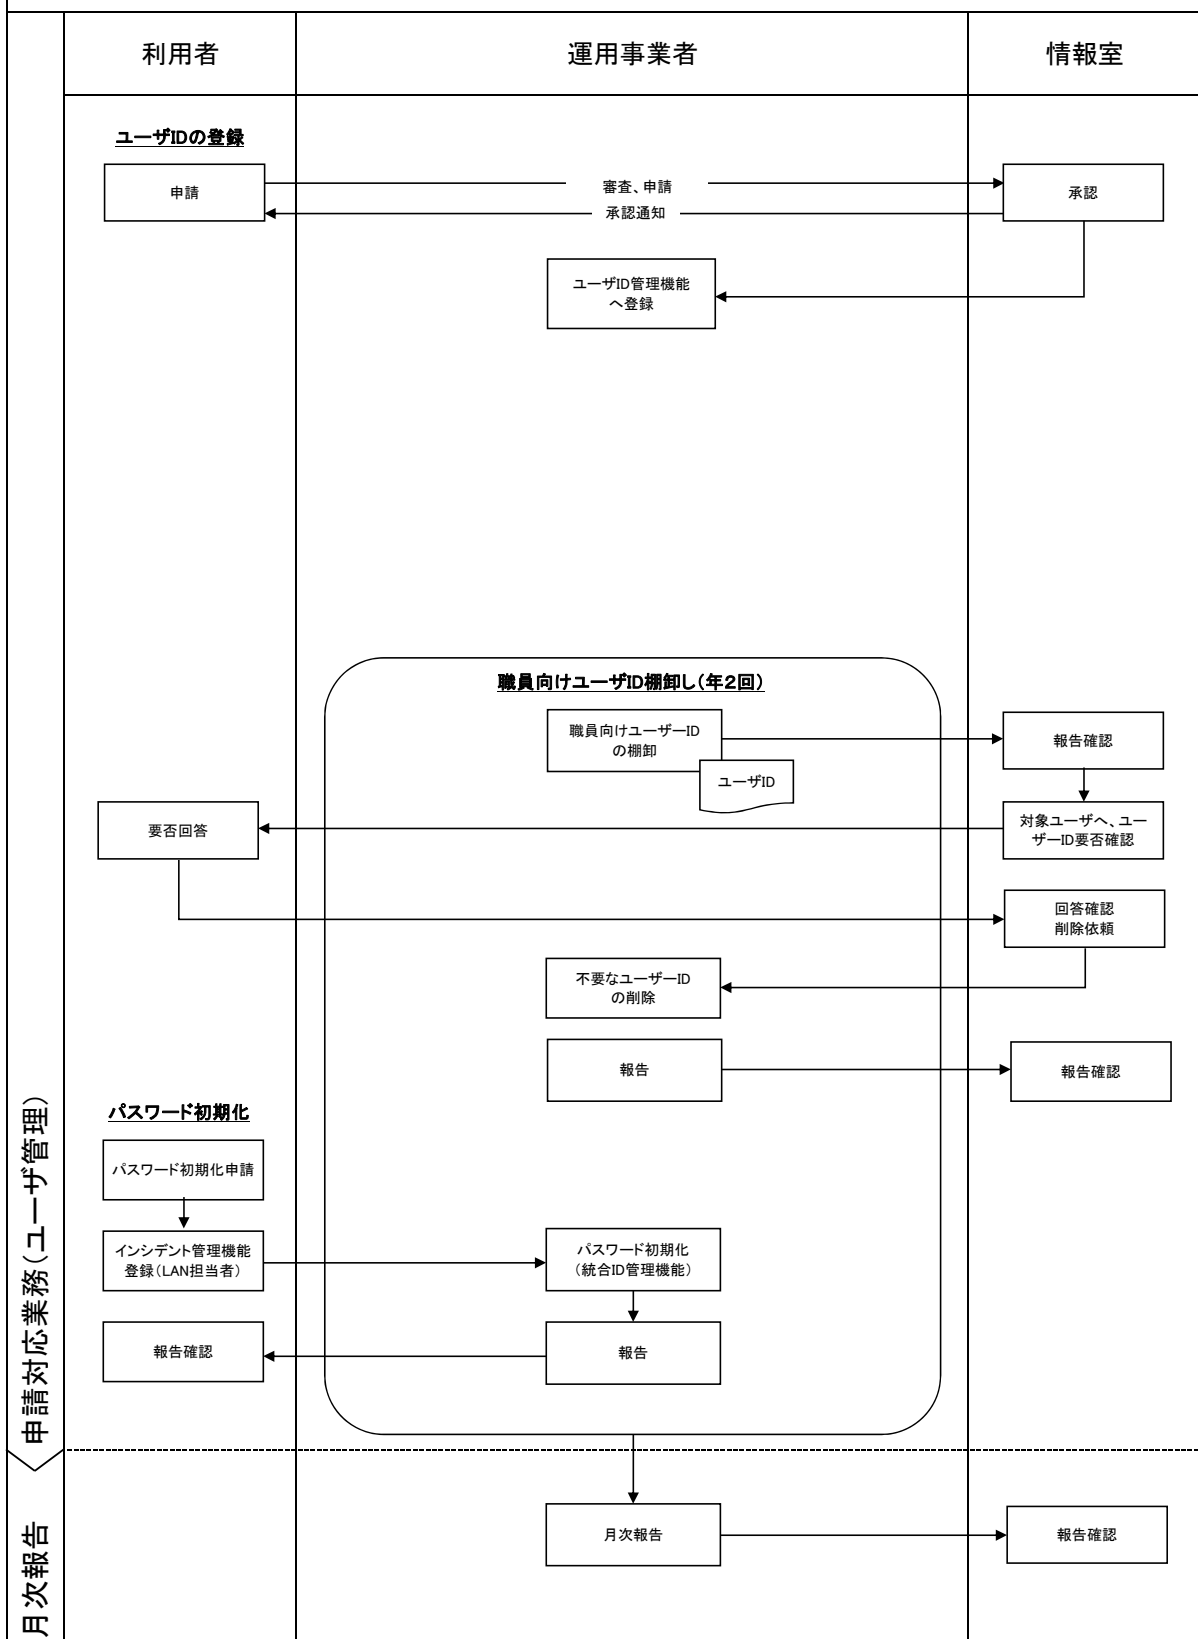 利用者
運用事業者
情報室
ユーザIDの登録
申請
審査、申請
承認通知
承認
ユーザID管理機能
へ登録
職員向けユーザID棚卸し(年2回)
職員向けユーザーID
の棚卸
ユーザID
報告確認
要否回答
対象ユーザへ、ユー
ザーID要否確認
回答確認
削除依頼
不要なユーザーID
の削除
報告
報告確認
パスワード初期化
パスワード初期化申請
インシデント管理機能
登録(LAN担当者)
パスワード初期化
(統合ID管理機能)
報告確認
報告
申請対応業務(ユーザ管理)
月次報告
報告確認
月次報告